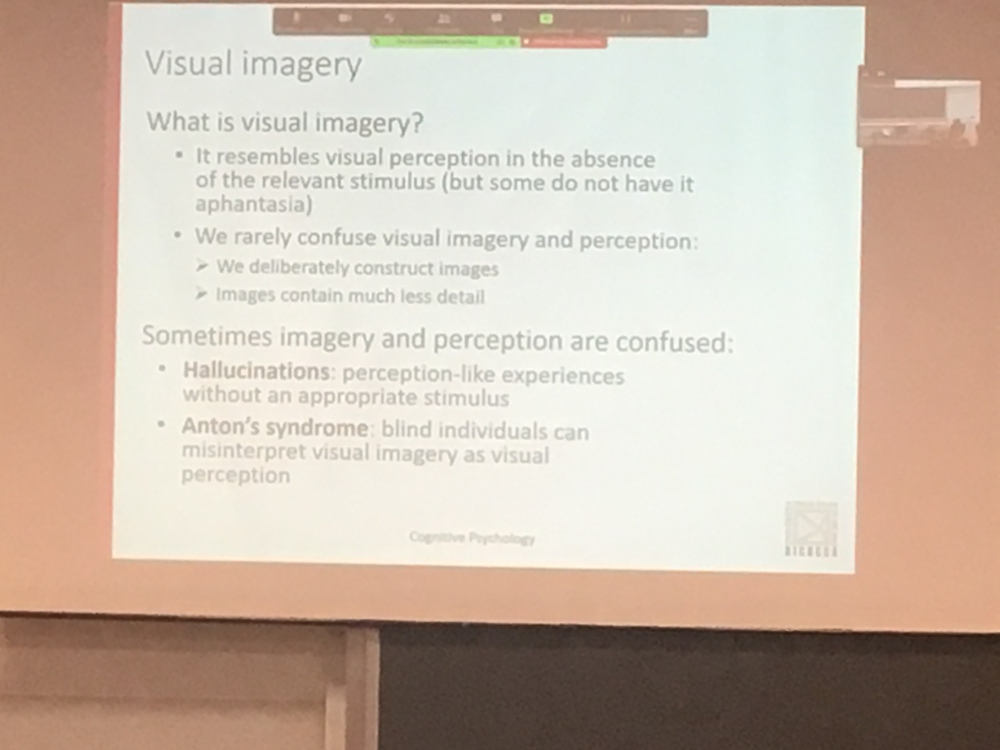 Visual imagery
What is visual imagery?
• It resembles visual perception in the absence
of the relevant stimulus (but some do not have it
aphantasia)
• We rarely confuse visual imagery and perception:
➢ We deliberately construct images
➢ Images contain much less detail
Sometimes imagery and perception are confused:
• Hallucinations: perception-like experiences
without an appropriate stimulus
• Anton's syndrome: blind individuals can
misinterpret visual imagery as visual
perception
Cognitive Psychology
BICOCCA